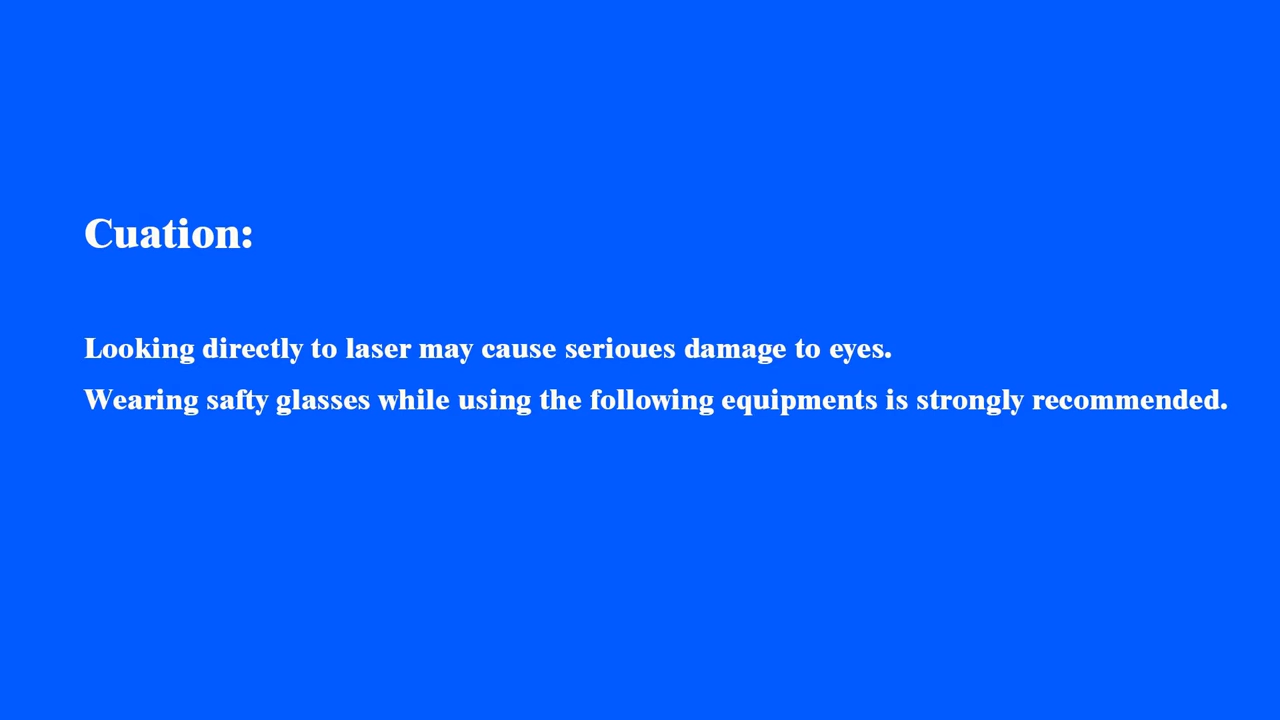 Cuation:
Looking directly to laser may cause serioues damage to eyes.
Wearing safty glasses while using the following equipments is strongly recommended.